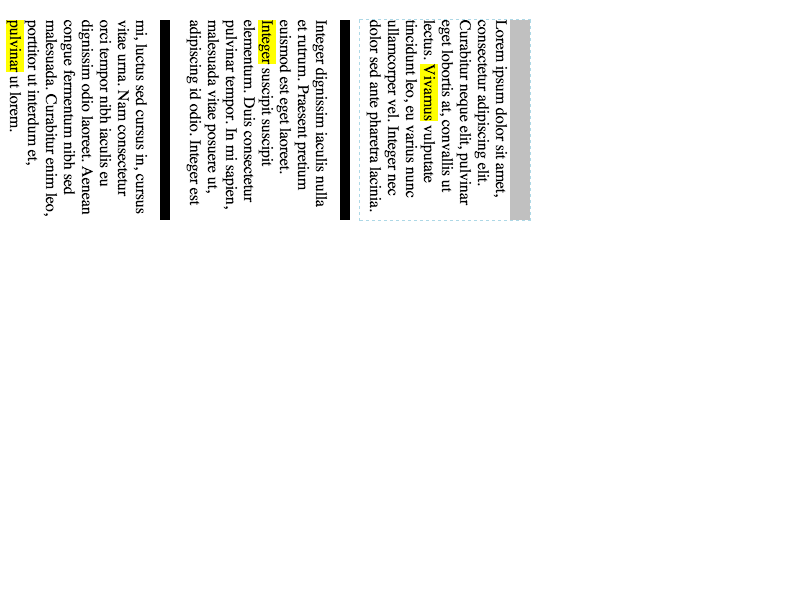 Lorem ipsum dolor sit amet,
consectetur adipiscing elit.
Curabitur neque elit, pulvinar
eget lobortis at, convallis ut
lectus. Vivamus vulputate
tincidunt leo, eu varius nunc
ullamcorper vel. Integer nec
dolor sed ante pharetra lacinia.
Integer dignissim iaculis nulla
et rutrum. Praesent pretium
euismod est eget laoreet.
Integer suscipit suscipit
elementum. Duis consectetur
pulvinar tempor. In mi sapien,
malesuada vitae posuere ut,
adipiscing id odio. Integer est
mi, luctus sed cursus in, cursus
vitae urna. Nam consectetur
orci tempor nibh iaculis eu
dignissim odio laoreet. Aenean
congue fermentum nibh sed
malesuada. Curabitur enim leo,
porttitor ut interdum et,
pulvinar ut lorem.